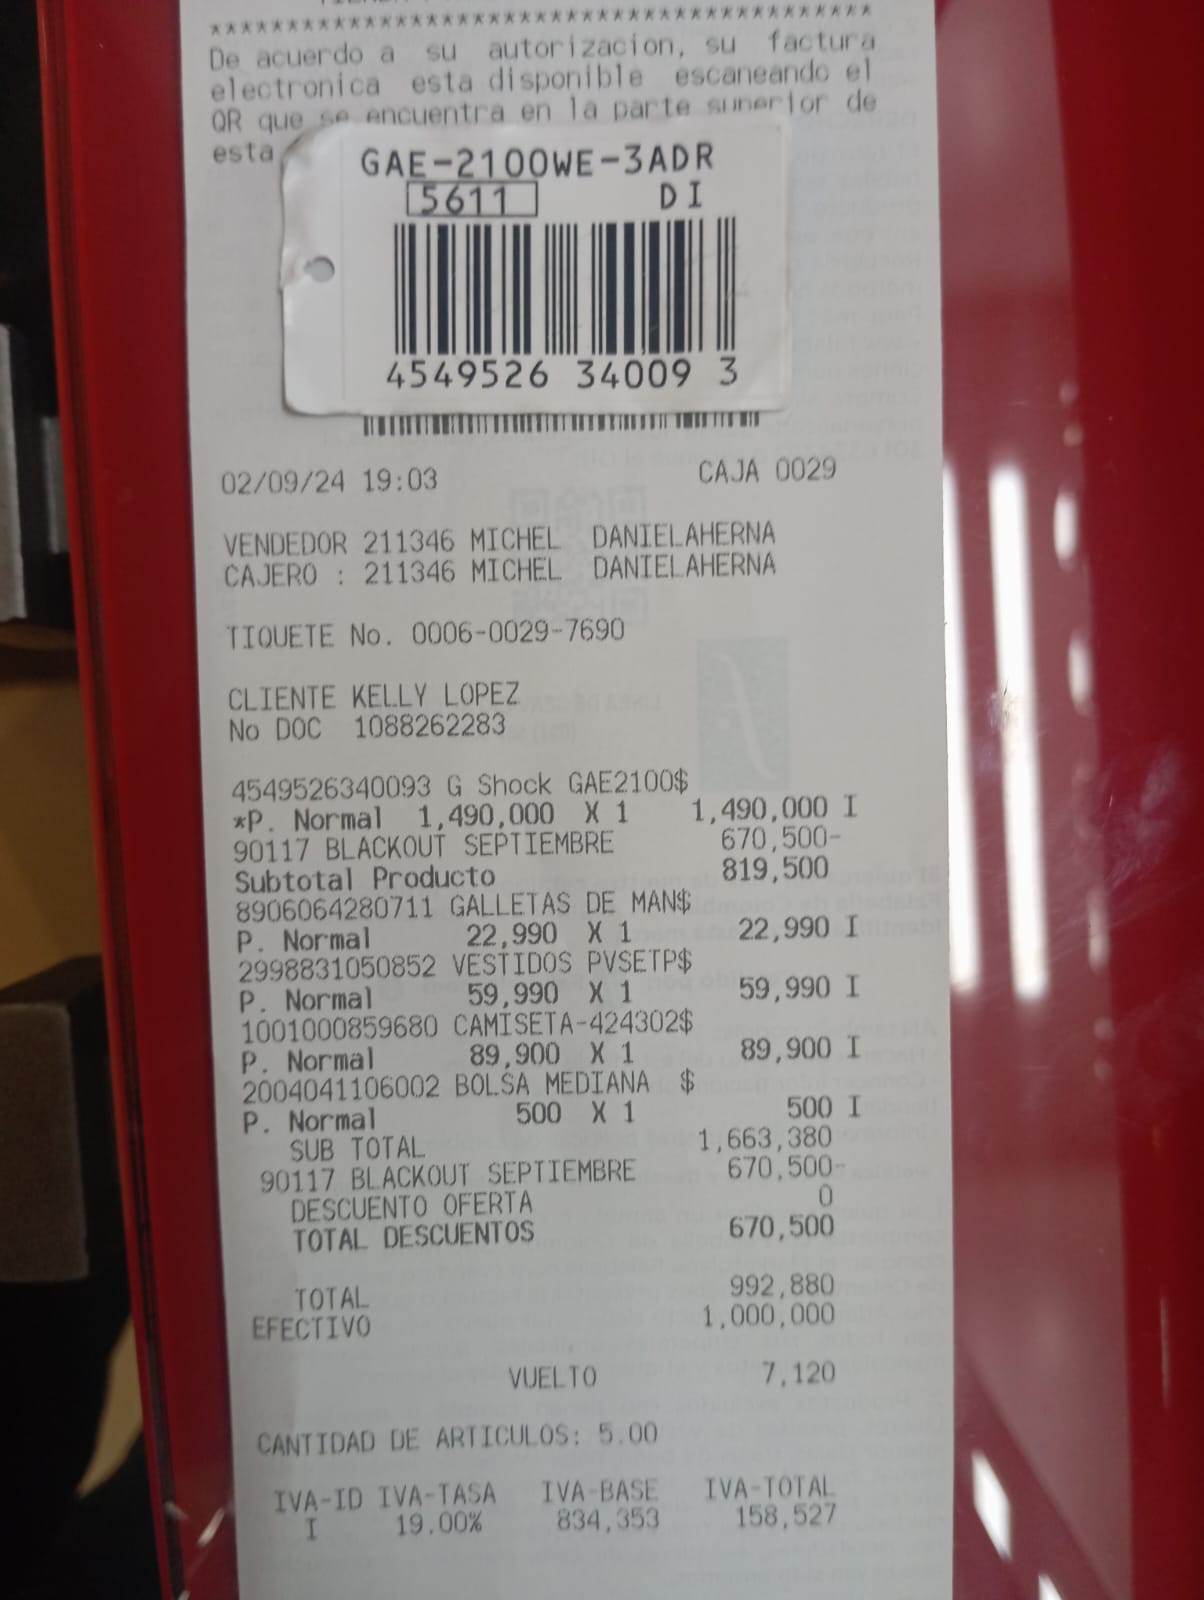 *******************************************
De acuerdo a su autorizacion, su factura
electronica esta disponible escaneando el
QR que se encuentra en la parte superior de
esta
GAE-2100WE-3ADR
5611 DI
4549526 34009 3
02/09/24 19:03 CAJA 0029
VENDEDOR 211346 MICHEL DANIELAHERNA
CAJERO : 211346 MICHEL DANIELAHERNA
TIQUETE No. 0006-0029-7690
CLIENTE KELLY LOPEZ
No DOC 1088262283
4549526340093 G Shock GAE2100$
*P. Normal 1,490,000 X 1 1,490,000 I
90117 BLACKOUT SEPTIEMBRE 670,500-
Subtotal Producto 819,500
8906064280711 GALLETAS DE MAN$
P. Normal 22,990 X 1 22,990 I
2998831050852 VESTIDOS PVSETP$
P. Normal 59,990 X 1 59,990 I
1001000859680 CAMISETA-424302$
P. Normal 89,900 X 1 89,900 I
2004041106002 BOLSA MEDIANA $
P. Normal 500 X 1 500 I
SUB TOTAL 1,663,380
90117 BLACKOUT SEPTIEMBRE 670,500-
DESCUENTO OFERTA 0
TOTAL DESCUENTOS 670,500
TOTAL 992,880
EFECTIVO 1,000,000
VUELTO 7,120
CANTIDAD DE ARTICULOS: 5.00
IVA-ID IVA-TASA IVA-BASE IVA-TOTAL
I 19.00% 834,353 158,527